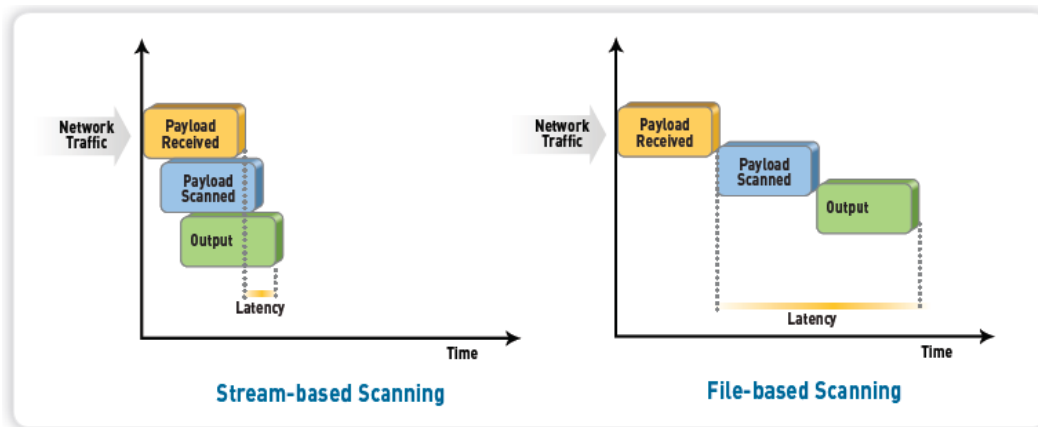 Network
Traffic
Payload
Received
Payload
Scanned
Output
Latency
Time
Stream-based Scanning
Network
Traffic
Payload
Received
Payload
Scanned
Output
Latency
Time
File-based Scanning